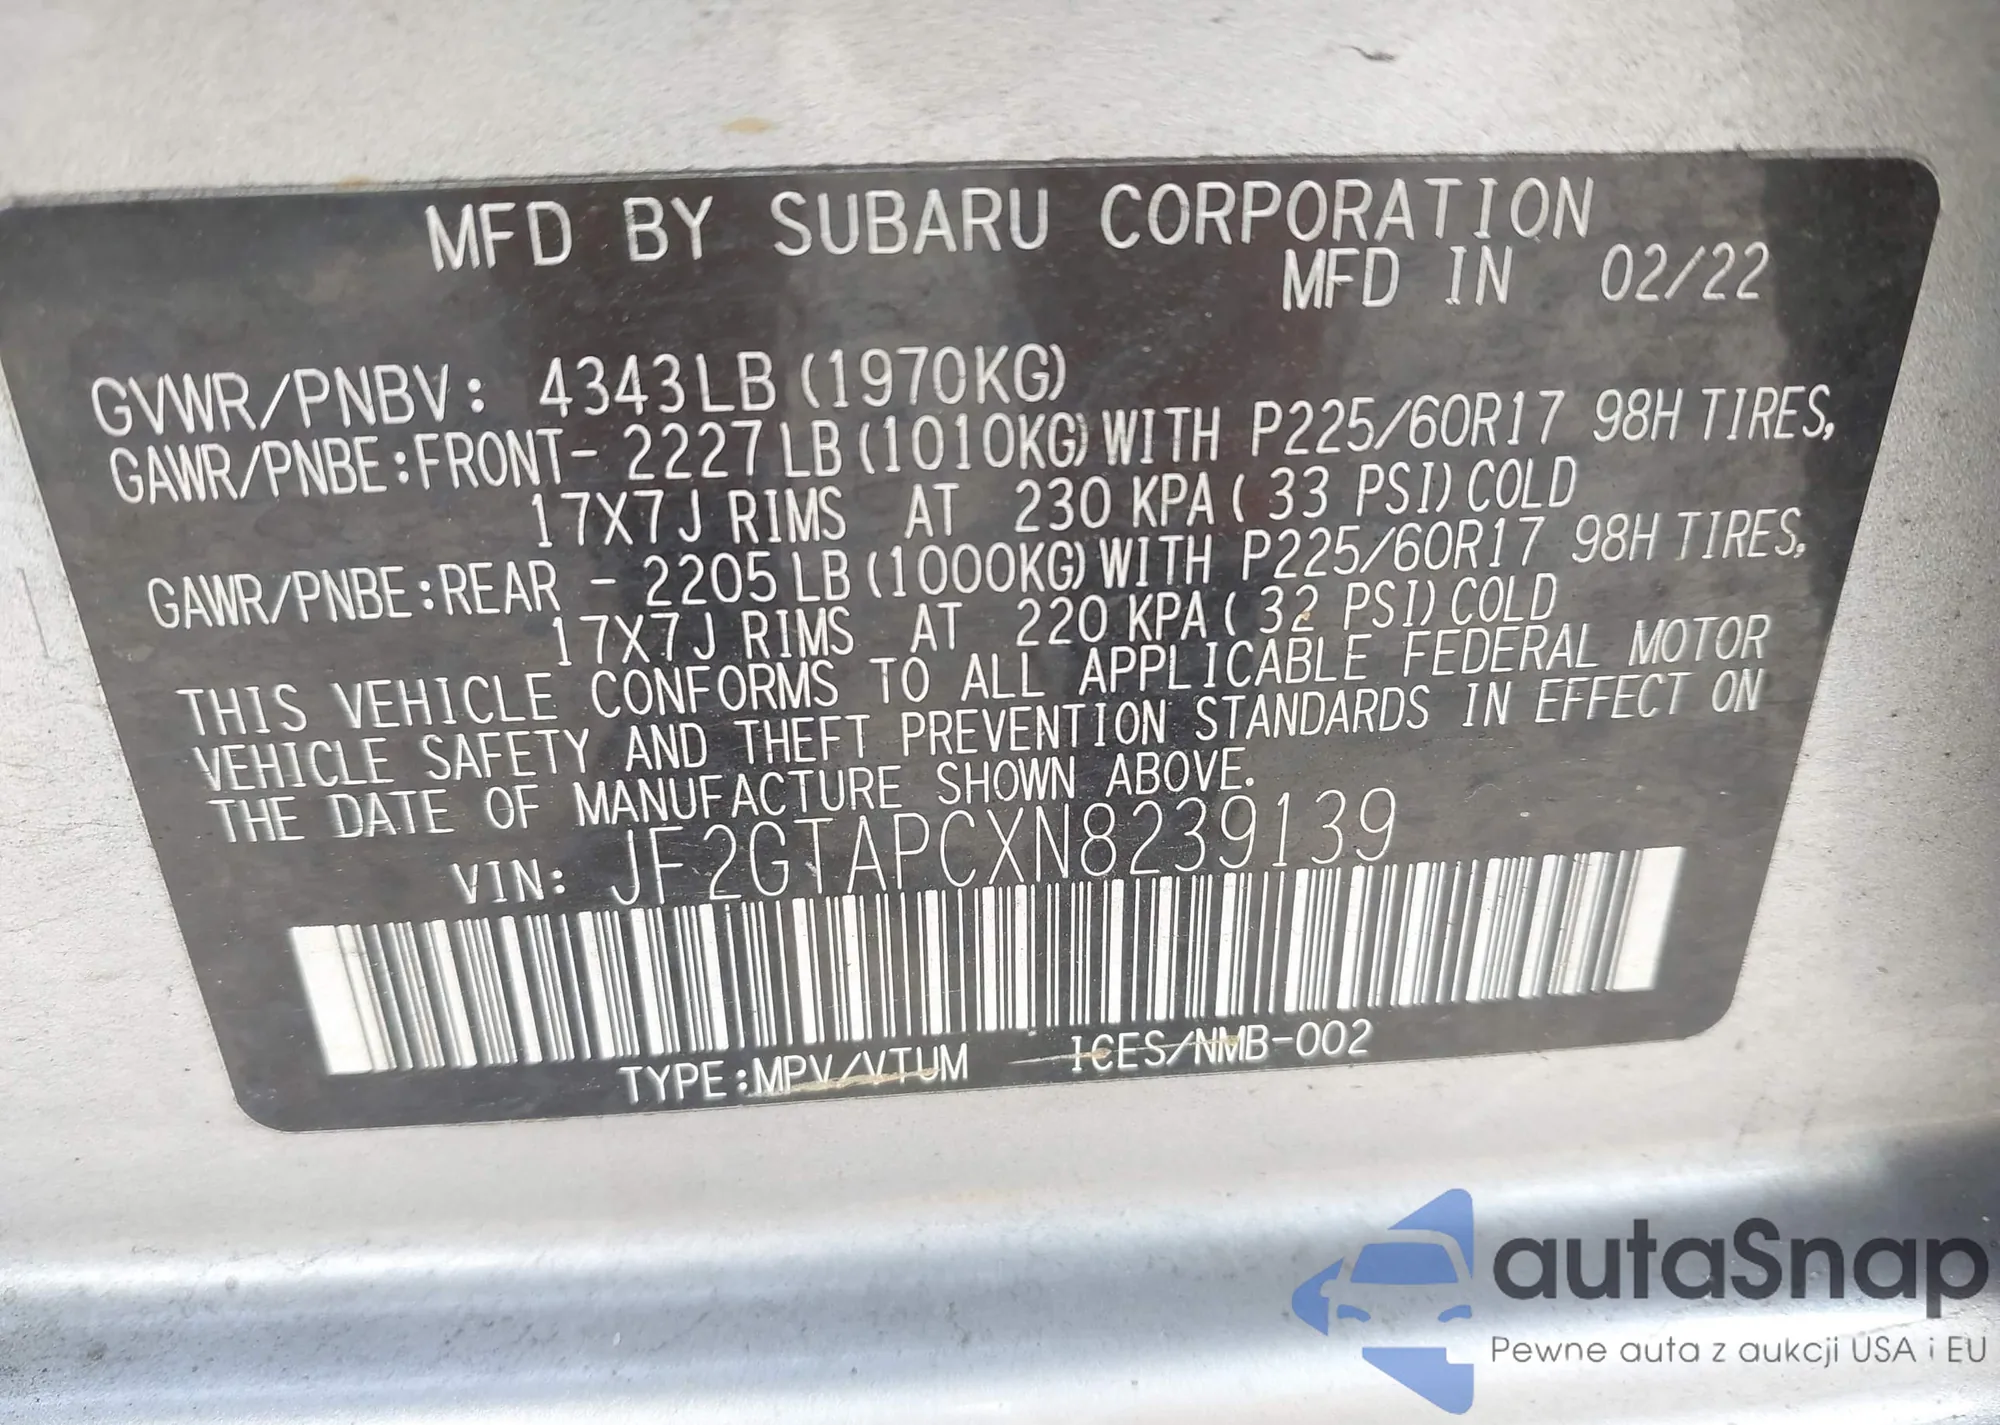 MFD BY SUBARU CORPORATION
MFD IN 02/22
GVWR/PNBV: 4343LB (1970KG)
GAWR/PNBE:FRONT- 2227LB (1010KG) WITH P225/60R17 98H TIRES,
17X7J RIMS AT 230 KPA ( 33 PSI) COLD
GAWR/PNBE:REAR - 2205LB (1000KG) WITH P225/60R17 98H TIRES,
17X7J RIMS AT 220 KPA ( 32 PSI) COLD
THIS VEHICLE CONFORMS TO ALL APPLICABLE FEDERAL MOTOR
VEHICLE SAFETY AND THEFT PREVENTION STANDARDS IN EFFECT ON
THE DATE OF MANUFACTURE SHOWN ABOVE.
VIN: JF2GTAPCXN8239139
TYPE:MPV/VTUM ICES/NMB-002
autaSnap
Pewne auta z aukcji USA i EU